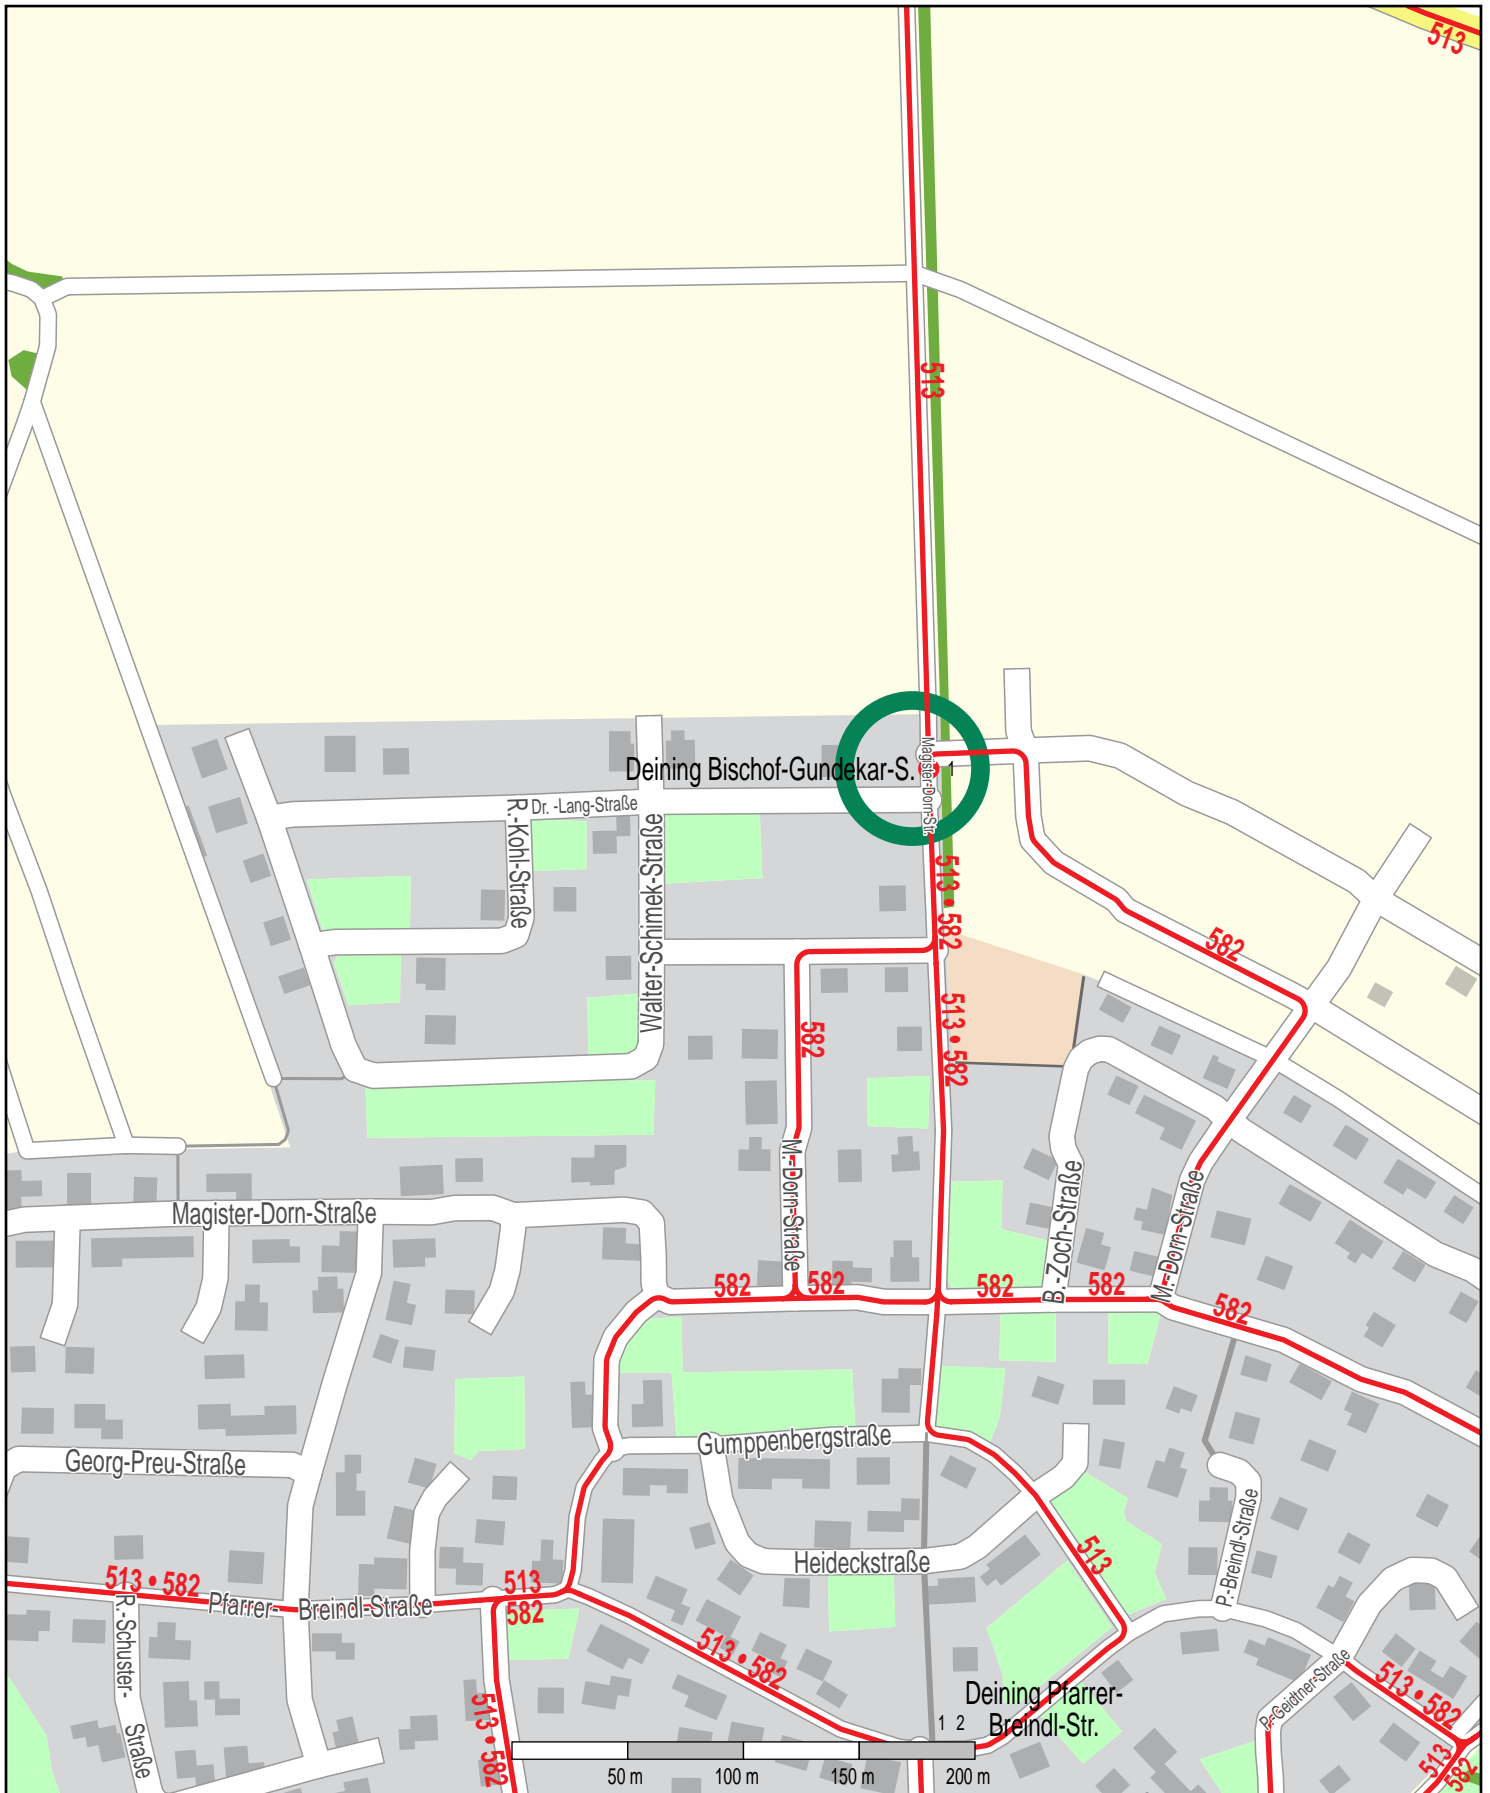 513
513
Deining Bischof-Gundekar-S.
1
Magister-Dorn-Str.
Dr. -Lang-Straße
R.-Kohl-Straße
Walter-Schimek-Straße
513 • 582
582
513 • 582
582
M.-Dorn-Straße
B.-Zoch-Straße
M.-Dorn-Straße
Magister-Dorn-Straße
582
582
582
582
582
Gumppenbergstraße
Georg-Preu-Straße
P.-Breindl-Straße
Heideckstraße
513
513 • 582
Pfarrer- Breindl-Straße
513
582
R.-Schuster- Straße
513 • 582
513 • 582
P.-Geidtner-Straße
513 • 582
Deining Pfarrer-
Breindl-Str.
1 2
513
582
50 m
100 m
150 m
200 m